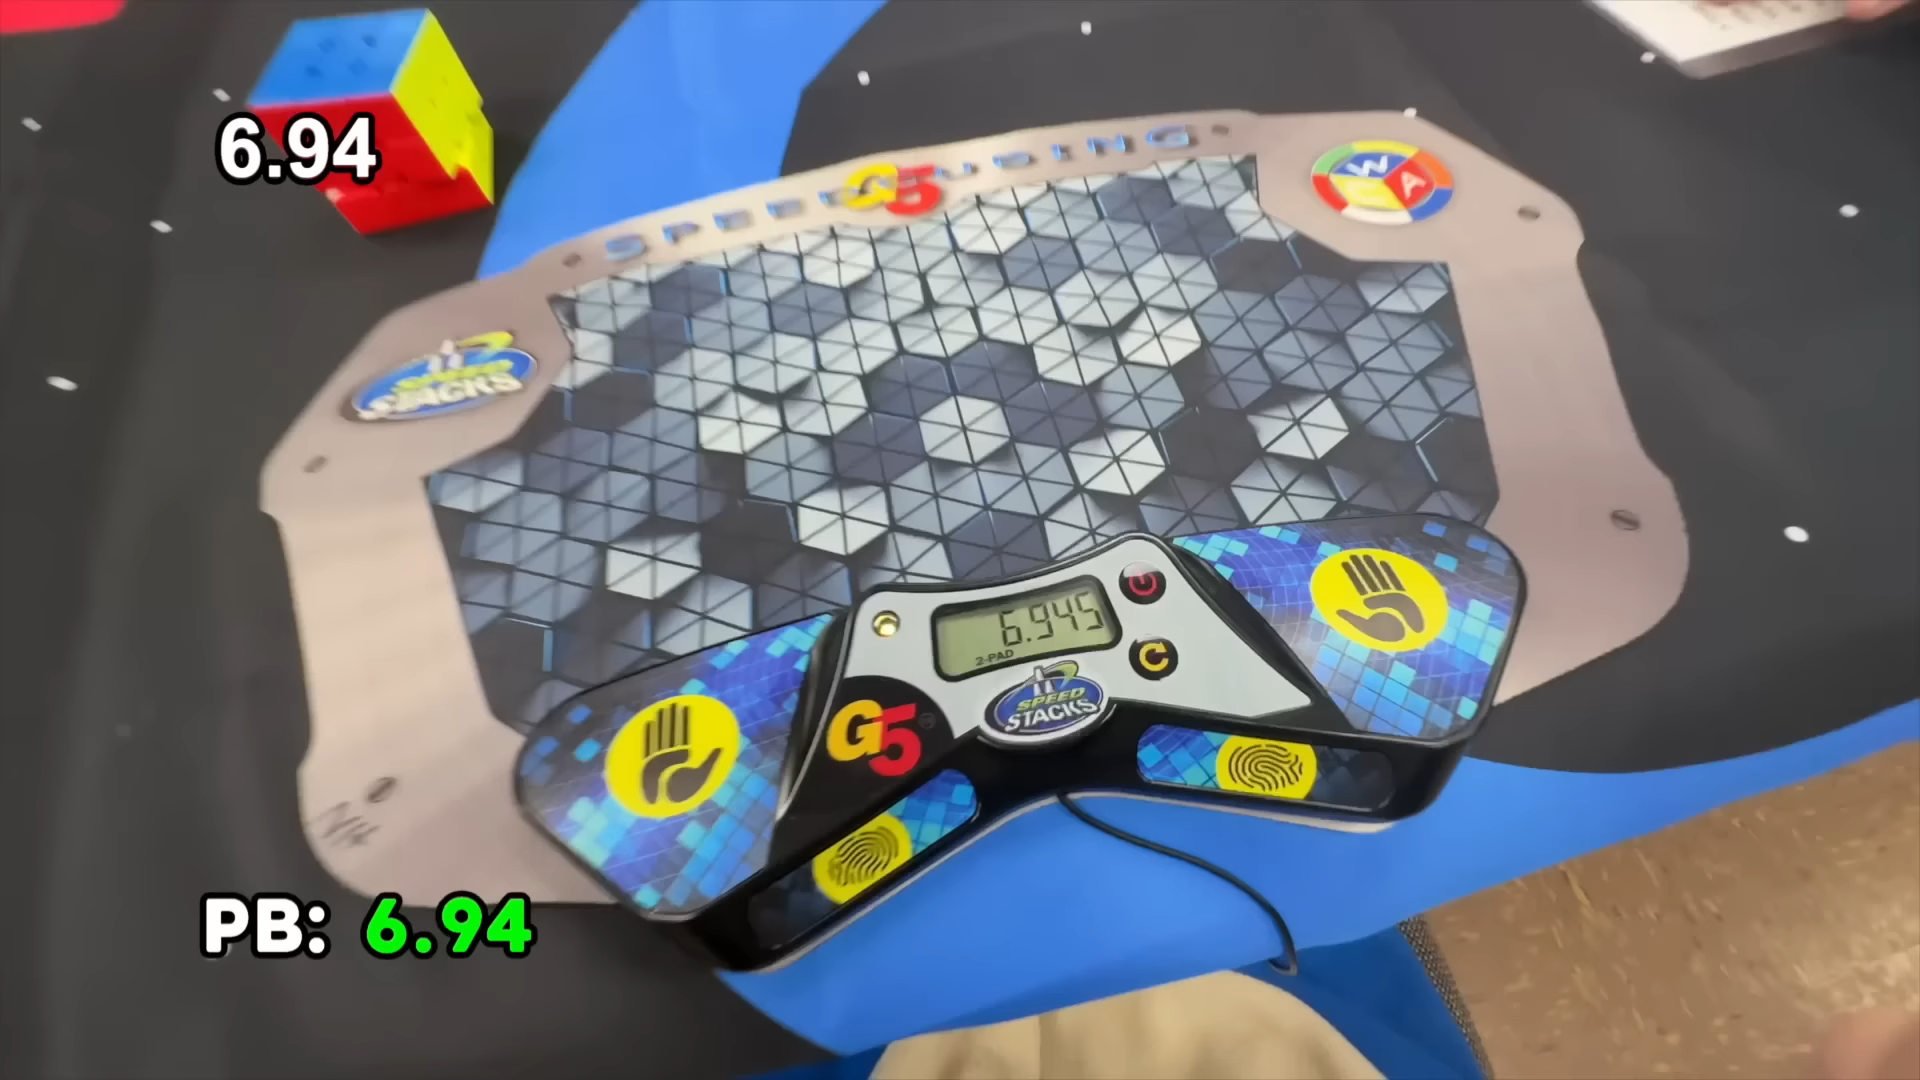 6.94
SPEEDCUBING
G5
WCA
SPEED
STACKS
6.945
2-PAD
SPEED
STACKS
G5
PB: 6.94